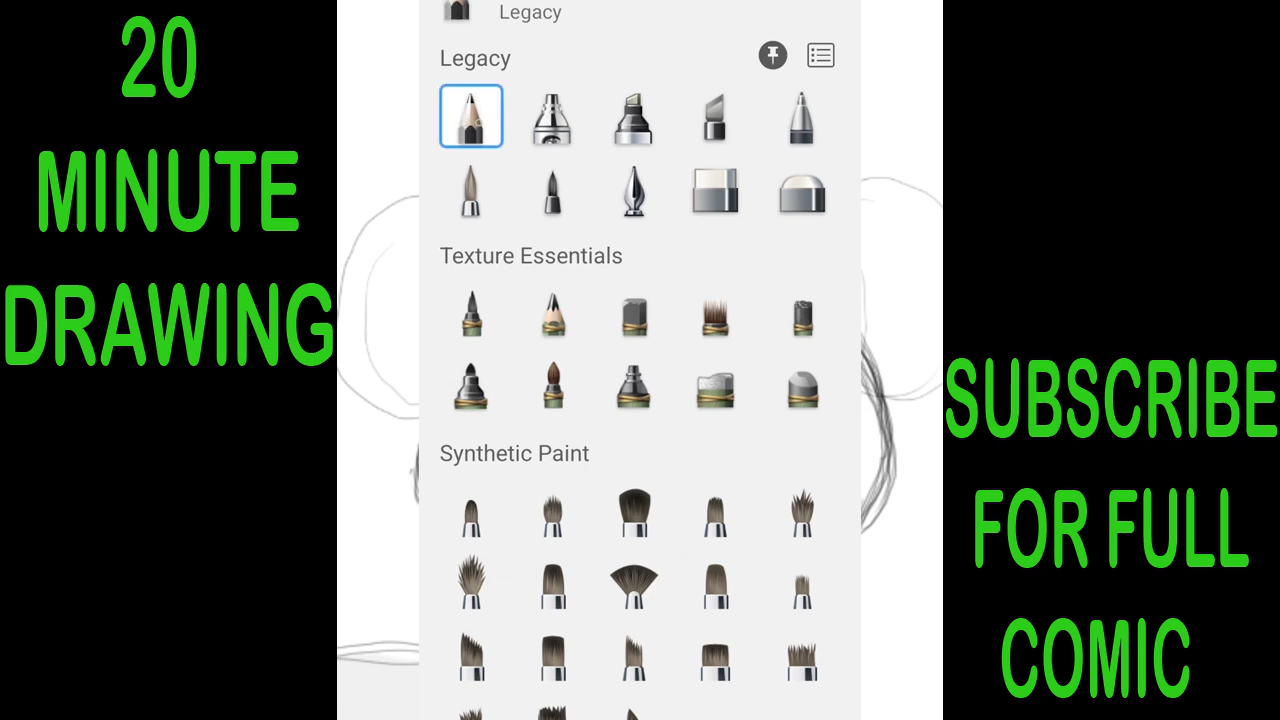 20
MINUTE
DRAWING
Legacy
Legacy
Texture Essentials
Synthetic Paint
SUBSCRIBE
FOR FULL
COMIC